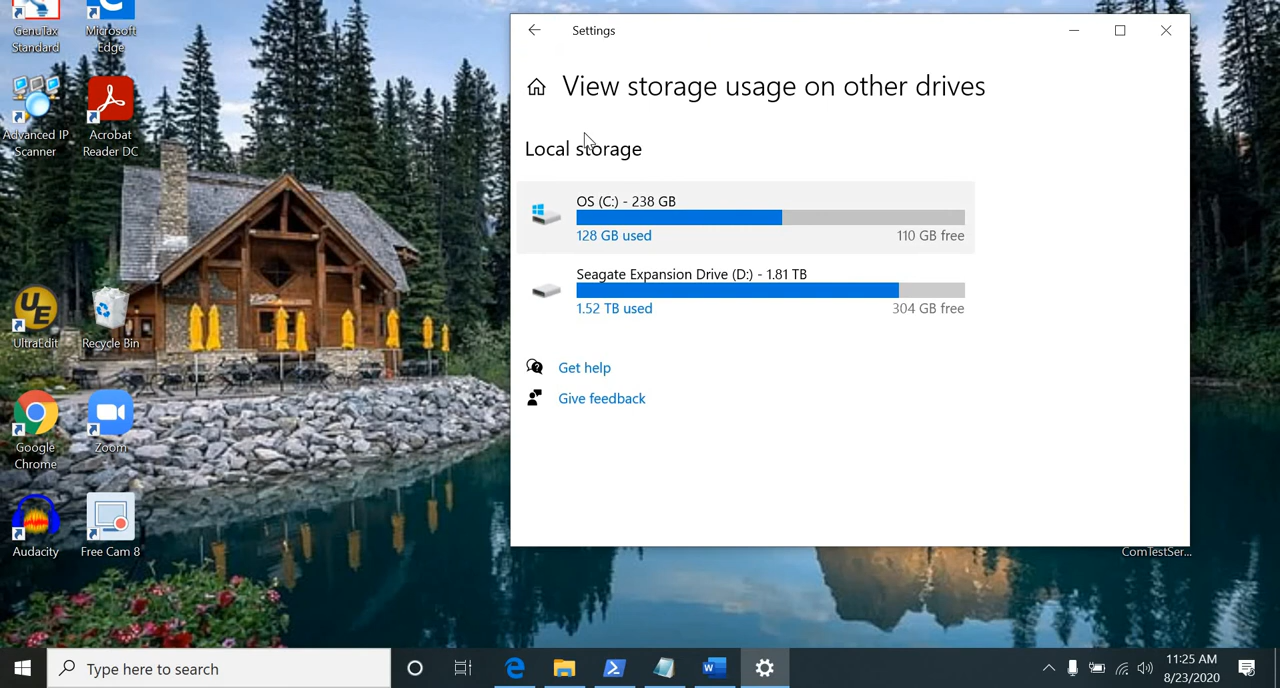 GenuTax
Standard
Microsoft
Edge
Advanced IP
Scanner
Acrobat
Reader DC
UE
UltraEdit
Recycle Bin
Google
Chrome
Zoom
Audacity
Free Cam 8
Settings
View storage usage on other drives
Local storage
OS (C:) - 238 GB
128 GB used
110 GB free
Seagate Expansion Drive (D:) - 1.81 TB
1.52 TB used
304 GB free
Get help
Give feedback
ComTestSer...
Type here to search
11:25 AM
8/23/2020